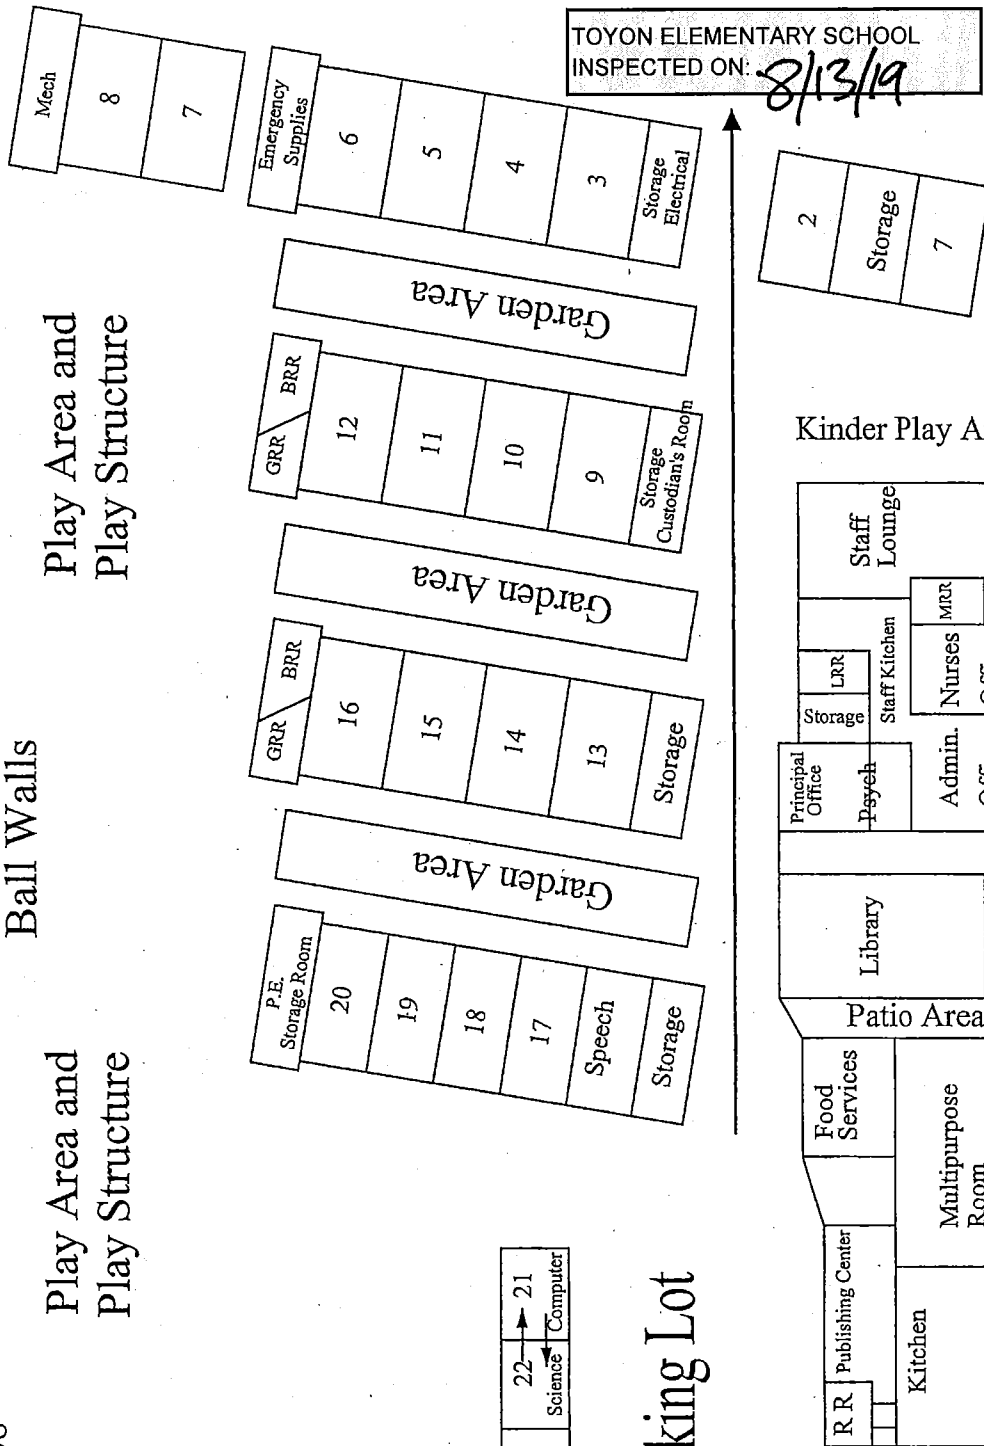 TOYON ELEMENTARY SCHOOL
INSPECTED ON: 8/13/19
Mech
8
7
Emergency
Supplies
6
5
4
3
Storage
Electrical
2
Storage
7
Play Area and
Play Structure
Garden Area
GRR
BRR
12
11
10
9
Storage
Custodian's Room
Kinder Play A
Garden Area
Ball Walls
GRR
BRR
16
15
14
13
Storage
Garden Area
Staff
Lounge
MRR
Nurses
LRR
Storage
Staff Kitchen
Principal
Office
Psych
Admin.
Library
Patio Area
P.E.
Storage Room
20
19
18
17
Speech
Storage
Play Area and
Play Structure
Food
Services
Multipurpose
Room
22
21
Science
Computer
king Lot
Publishing Center
R R
Kitchen